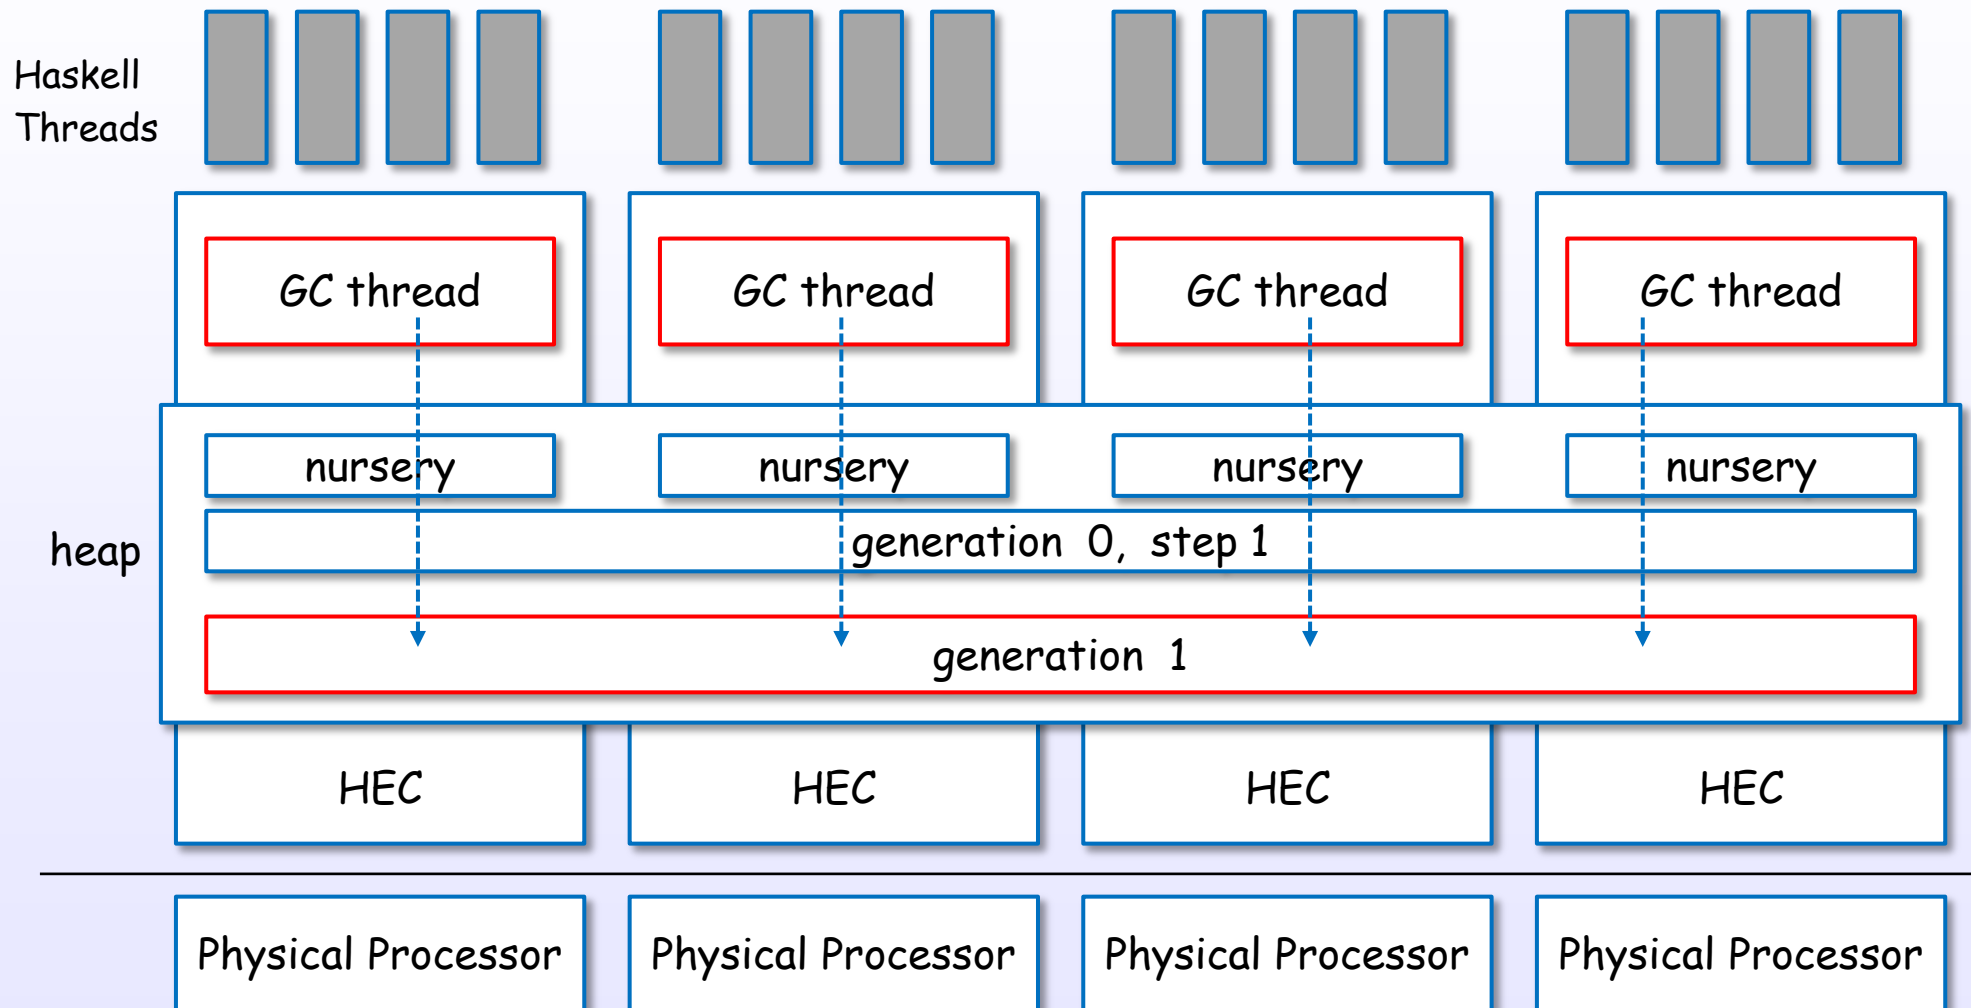 Haskell
Threads
GC thread GC thread GC thread GC thread
nursery nursery nursery nursery
heap
generation 0, step 1
generation 1
HEC HEC HEC HEC
Physical Processor Physical Processor Physical Processor Physical Processor